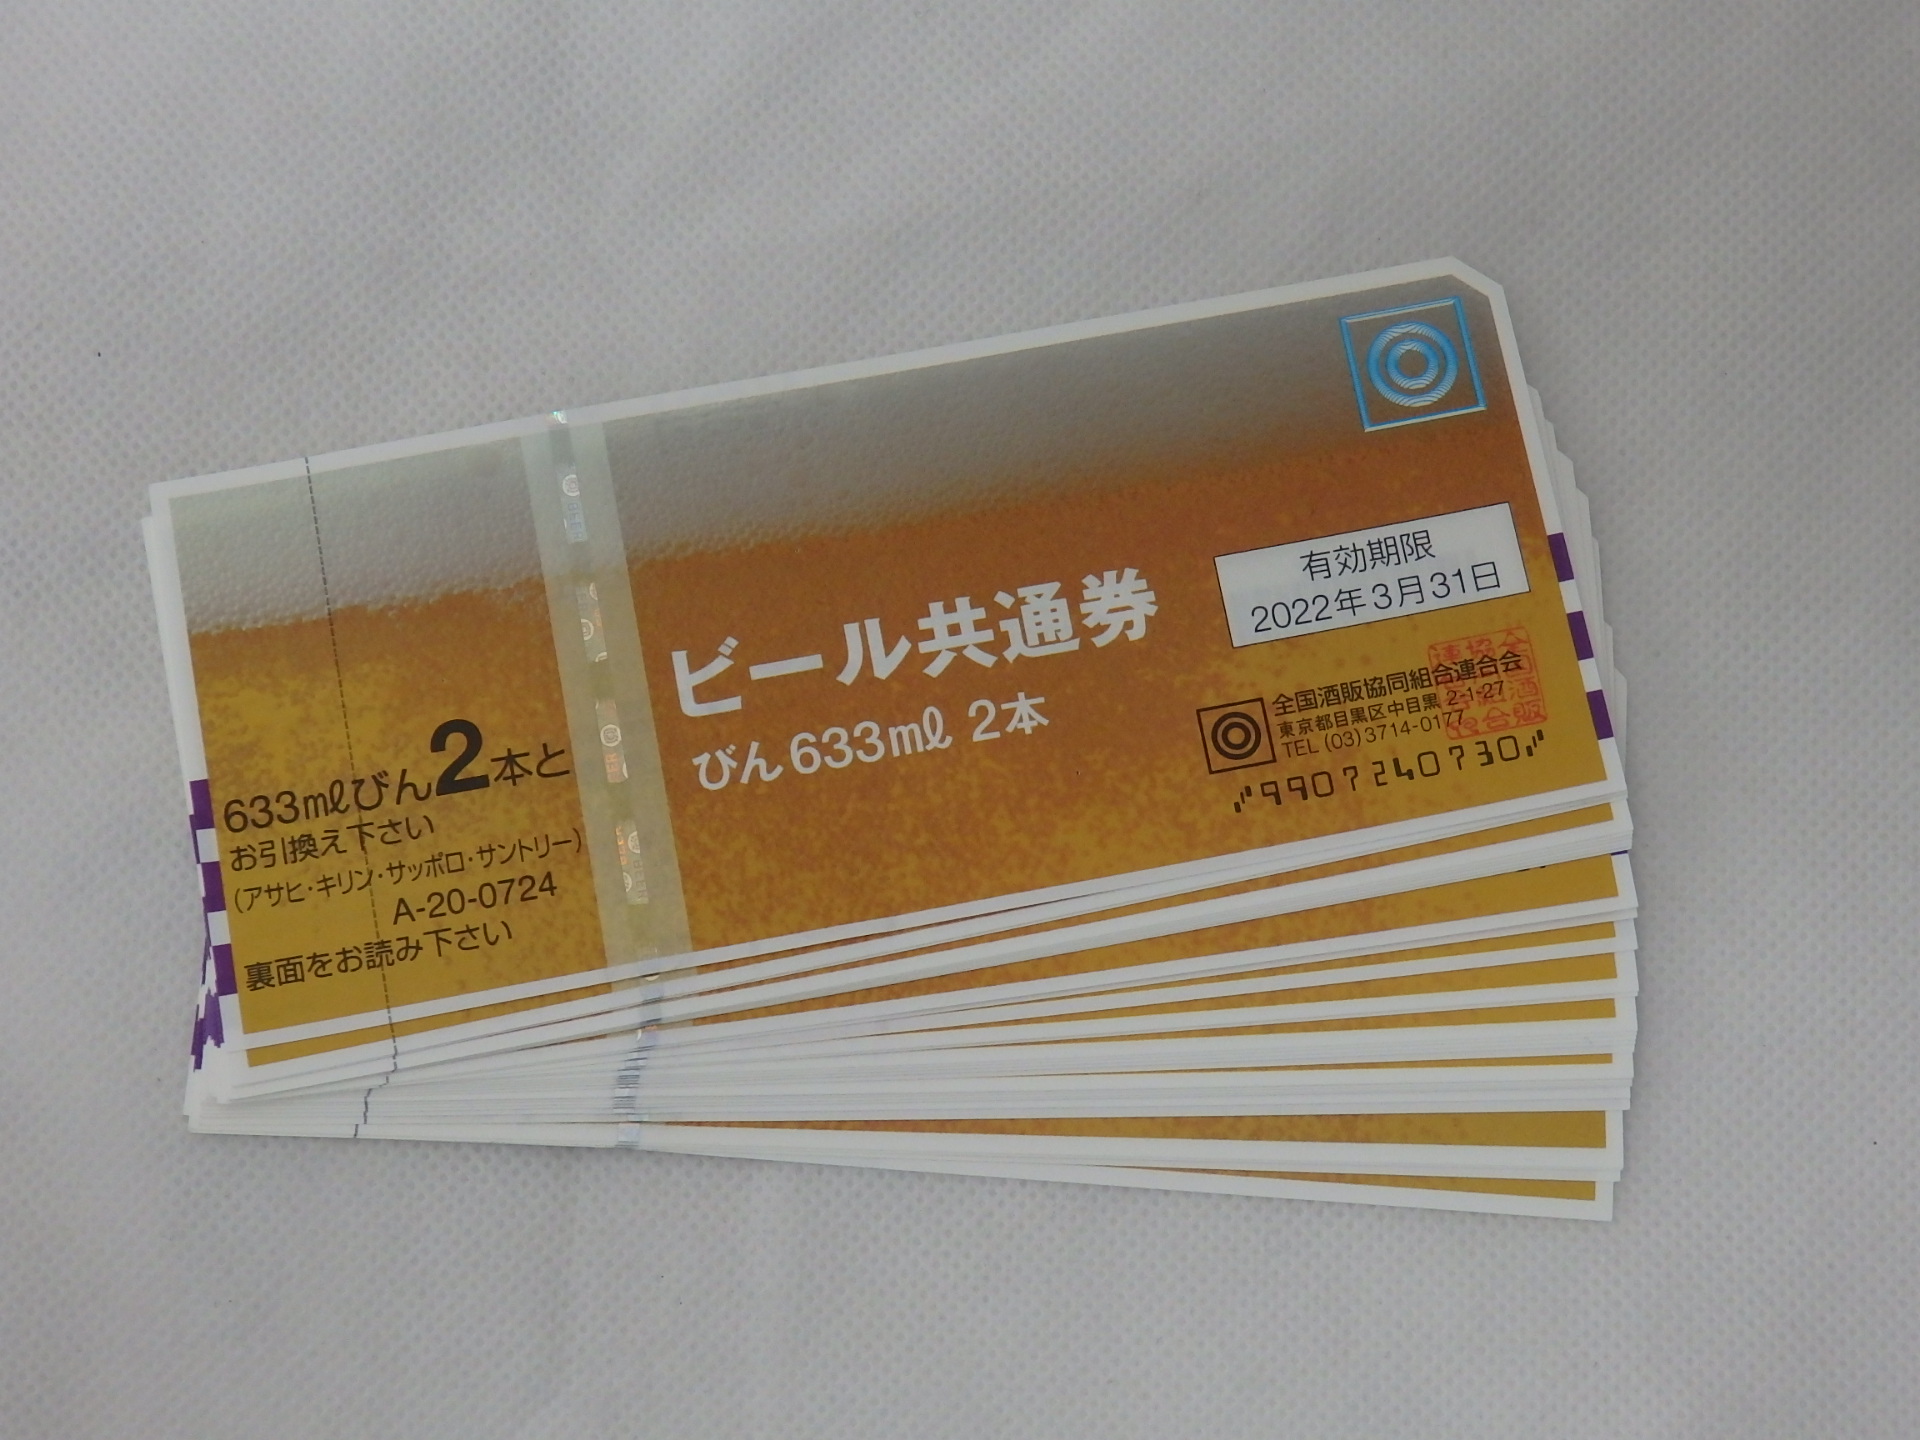 ビール共通券
びん633mℓ 2本
有効期限
2022年3月31日
全国酒販協同組合連合会
東京都目黒区中目黒 2-1-27
TEL (03) 3714-0177
990724073 0
633mℓびん2本と
お引換え下さい
(アサヒ・キリン・サッポロ・サントリー)
A-20-0724
裏面をお読み下さい